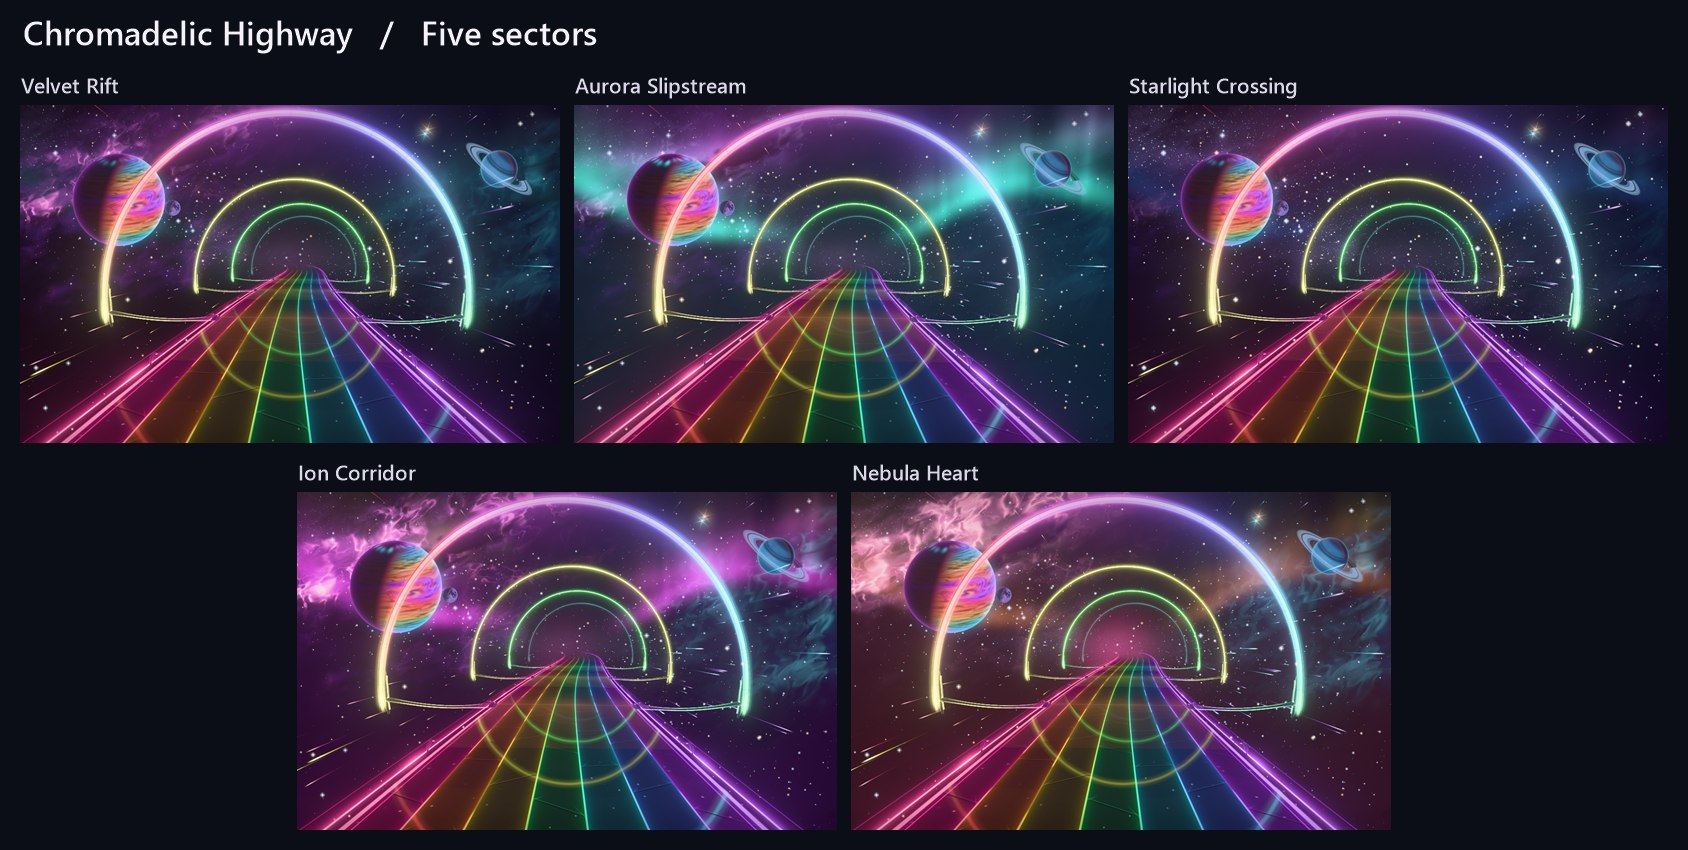 Chromadelic Highway / Five sectors
Velvet Rift
Aurora Slipstream
Starlight Crossing
Ion Corridor
Nebula Heart